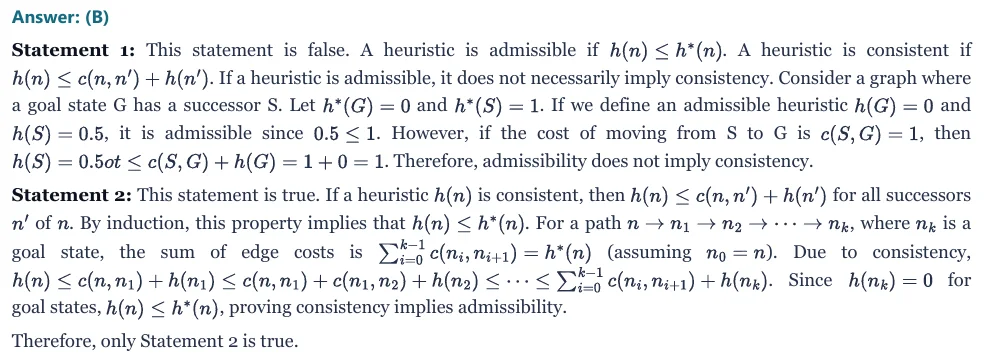 Answer: (B)
Statement 1: This statement is false. A heuristic is admissible if h(n) ≤ h*(n). A heuristic is consistent if
h(n) ≤ c(n, n′) + h(n′). If a heuristic is admissible, it does not necessarily imply consistency. Consider a graph where
a goal state G has a successor S. Let h*(G) = 0 and h*(S) = 1. If we define an admissible heuristic h(G) = 0 and
h(S) = 0.5, it is admissible since 0.5 ≤ 1. However, if the cost of moving from S to G is c(S, G) = 1, then
h(S) = 0.5ot ≤ c(S, G) + h(G) = 1 + 0 = 1. Therefore, admissibility does not imply consistency.
Statement 2: This statement is true. If a heuristic h(n) is consistent, then h(n) ≤ c(n, n′) + h(n′) for all successors
n′ of n. By induction, this property implies that h(n) ≤ h*(n). For a path n → n₁ → n₂ → ⋯ → nₖ, where nₖ is a
goal state, the sum of edge costs is ∑ᵢ₌₀ᵏ⁻¹ c(nᵢ, nᵢ₊₁) = h*(n) (assuming n₀ = n). Due to consistency,
h(n) ≤ c(n, n₁) + h(n₁) ≤ c(n, n₁) + c(n₁, n₂) + h(n₂) ≤ ⋯ ≤ ∑ᵢ₌₀ᵏ⁻¹ c(nᵢ, nᵢ₊₁) + h(nₖ). Since h(nₖ) = 0 for
goal states, h(n) ≤ h*(n), proving consistency implies admissibility.
Therefore, only Statement 2 is true.